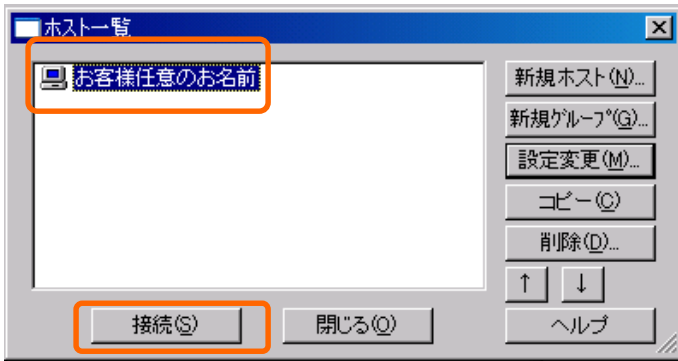 ホスト一覧
お客様任意のお名前
新規ホスト(N)...
新規グループ(G)...
設定変更(M)...
コピー(C)
削除(D)...
↑ ↓
接続(S) 閉じる(O) ヘルプ